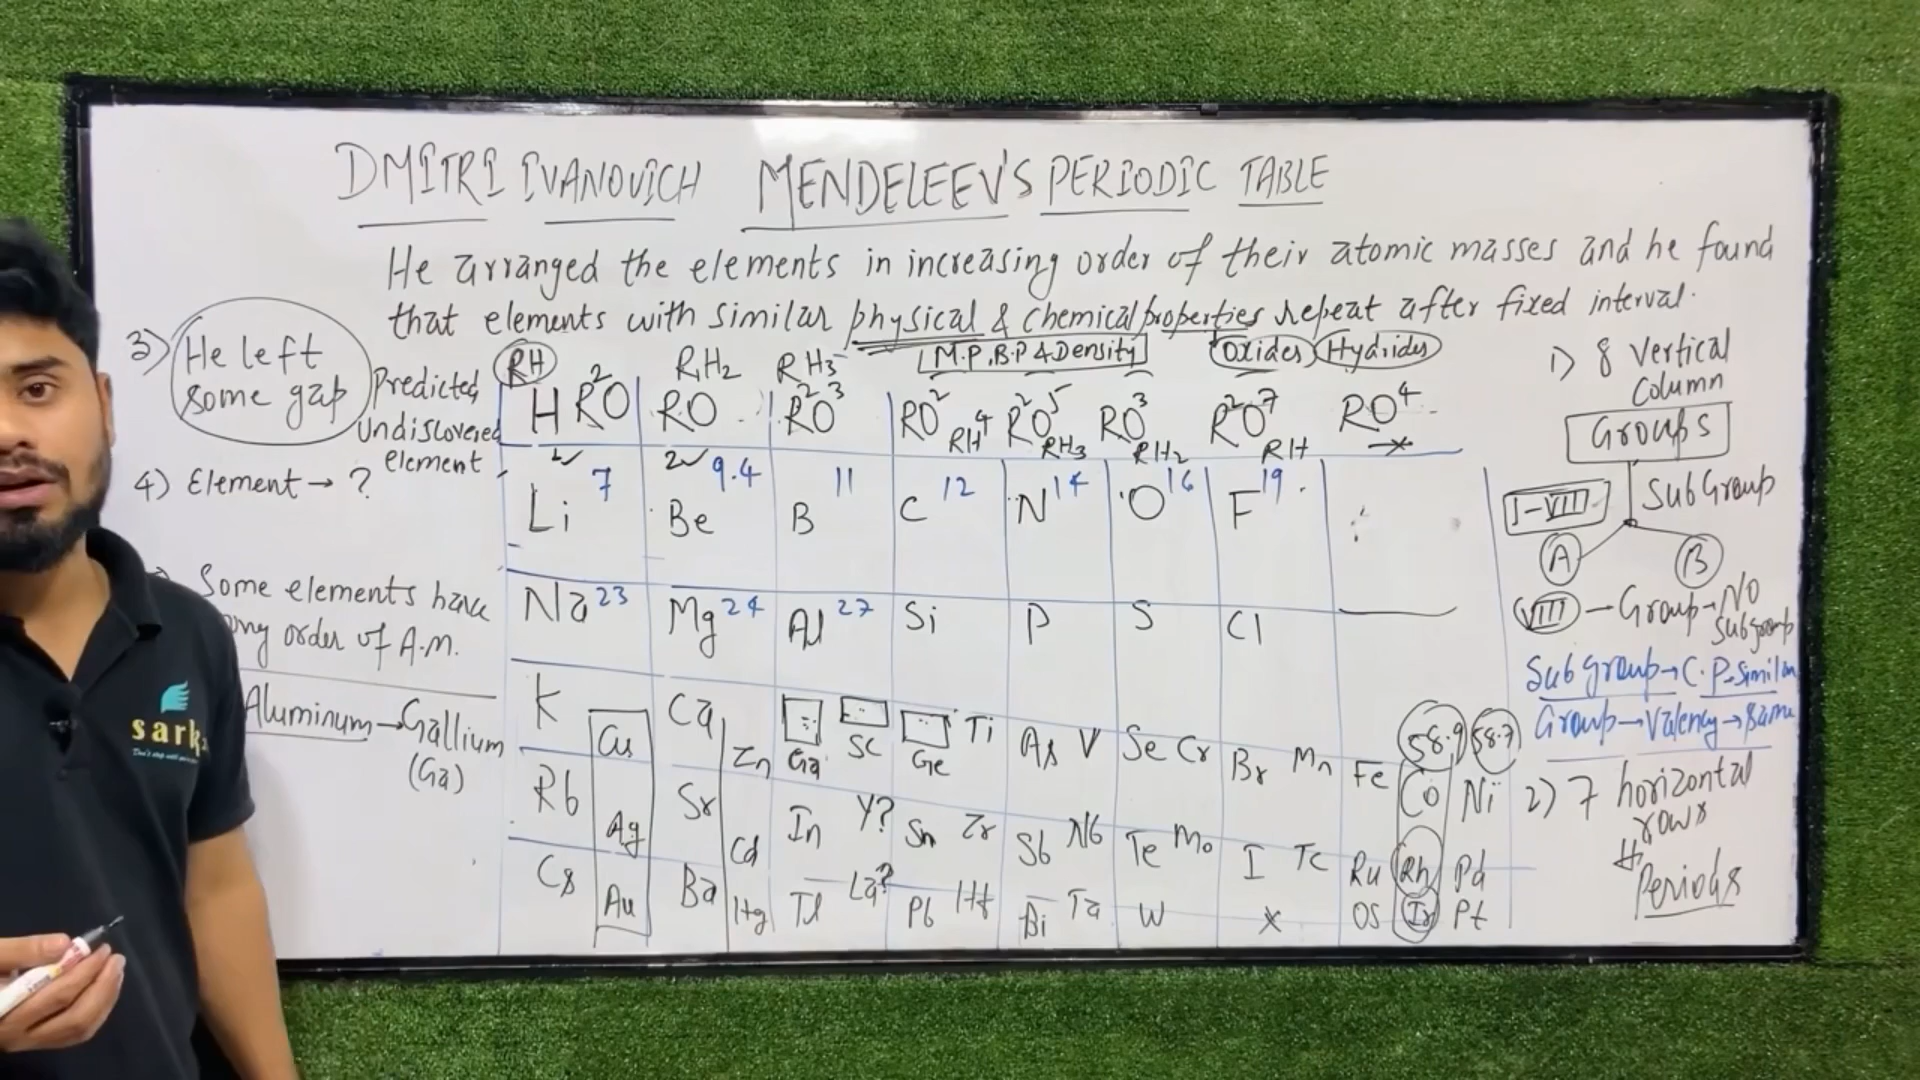 DMITRI IVANOVICH MENDELEEV'S PERIODIC TABLE
He arranged the elements in increasing order of their atomic masses and he found
that elements with similar physical & chemical properties repeat after fixed interval.
M.P, B.P & Density Oxides Hydrides
3) He left
some gap
Predicted
undiscovered
element
4) Element → ?
Some elements have
order of A.M.
Aluminum → Gallium
(Ga)
RH RH2 RH3
H R2O RO R2O3 RO2 R2O5 RO3 R2O7 RO4
RH4 RH3 RH2 RH ×
Li 7 Be 9.4 B 11 C 12 N 14 O 16 F 19
Na 23 Mg 24 Al 27 Si P S Cl
58.9 58.7
K Cu Ca Zn Ga Sc Ge Ti As V Se Cr Br Mn Fe Co Ni
Rb Ag Sr Cd In Y? Sn Zr Sb Nb Te Mo I Tc Ru Rh Pd
Cs Au Ba Hg Tl La? Pb Hf Bi Ta W × OS Ir Pt
1) 8 Vertical
Column
Groups
I-VII SubGroup
A B
VIII - Group → No
Subgroup
Sub group → C.P → Similar
Group → Valency → Same
2) 7 horizontal
rows
Periods
sark